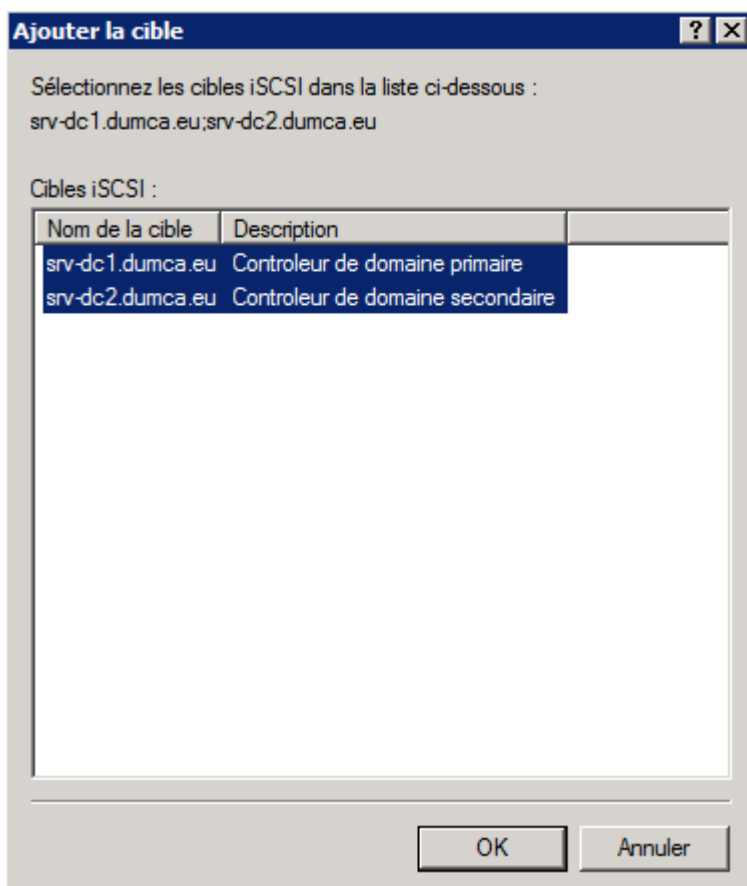 Ajouter la cible
Sélectionnez les cibles iSCSI dans la liste ci-dessous :
srv-dc1.dumca.eu;srv-dc2.dumca.eu
Cibles iSCSI :
Nom de la cible Description
srv-dc1.dumca.eu Controleur de domaine primaire
srv-dc2.dumca.eu Controleur de domaine secondaire
OK Annuler